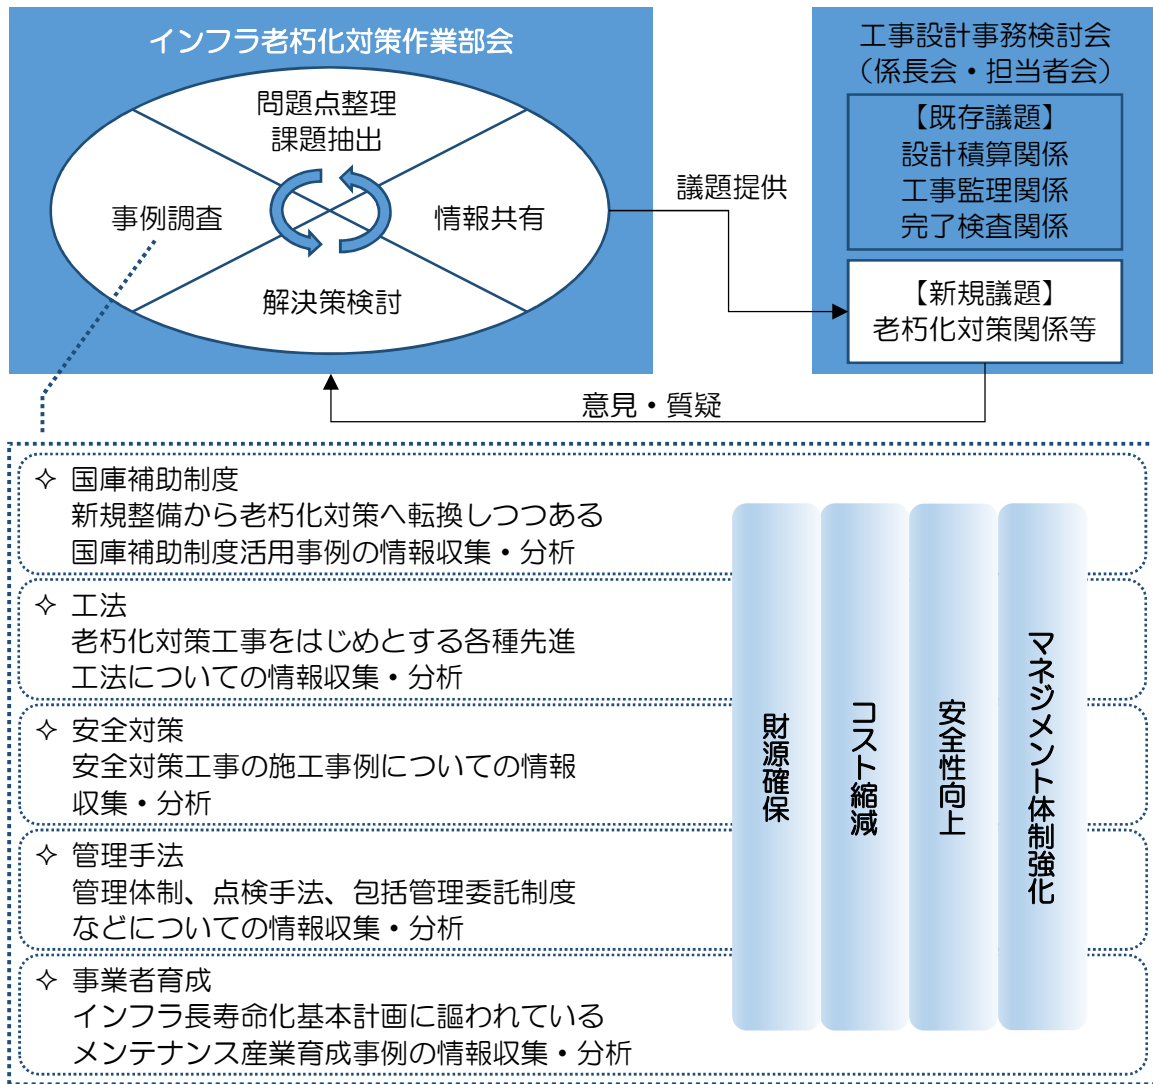 インフラ老朽化対策作業部会
問題点整理
課題抽出
事例調査
情報共有
解決策検討
議題提供
工事設計事務検討会
（係長会・担当者会）
【既存議題】
設計積算関係
工事監理関係
完了検査関係
【新規議題】
老朽化対策関係等
意見・質疑
✧ 国庫補助制度
新規整備から老朽化対策へ転換しつつある
国庫補助制度活用事例の情報収集・分析
✧ 工法
老朽化対策工事をはじめとする各種先進
工法についての情報収集・分析
✧ 安全対策
安全対策工事の施工事例についての情報
収集・分析
✧ 管理手法
管理体制、点検手法、包括管理委託制度
などについての情報収集・分析
✧ 事業者育成
インフラ長寿命化基本計画に謳われている
メンテナンス産業育成事例の情報収集・分析
財源確保
コスト縮減
安全性向上
マネジメント体制強化